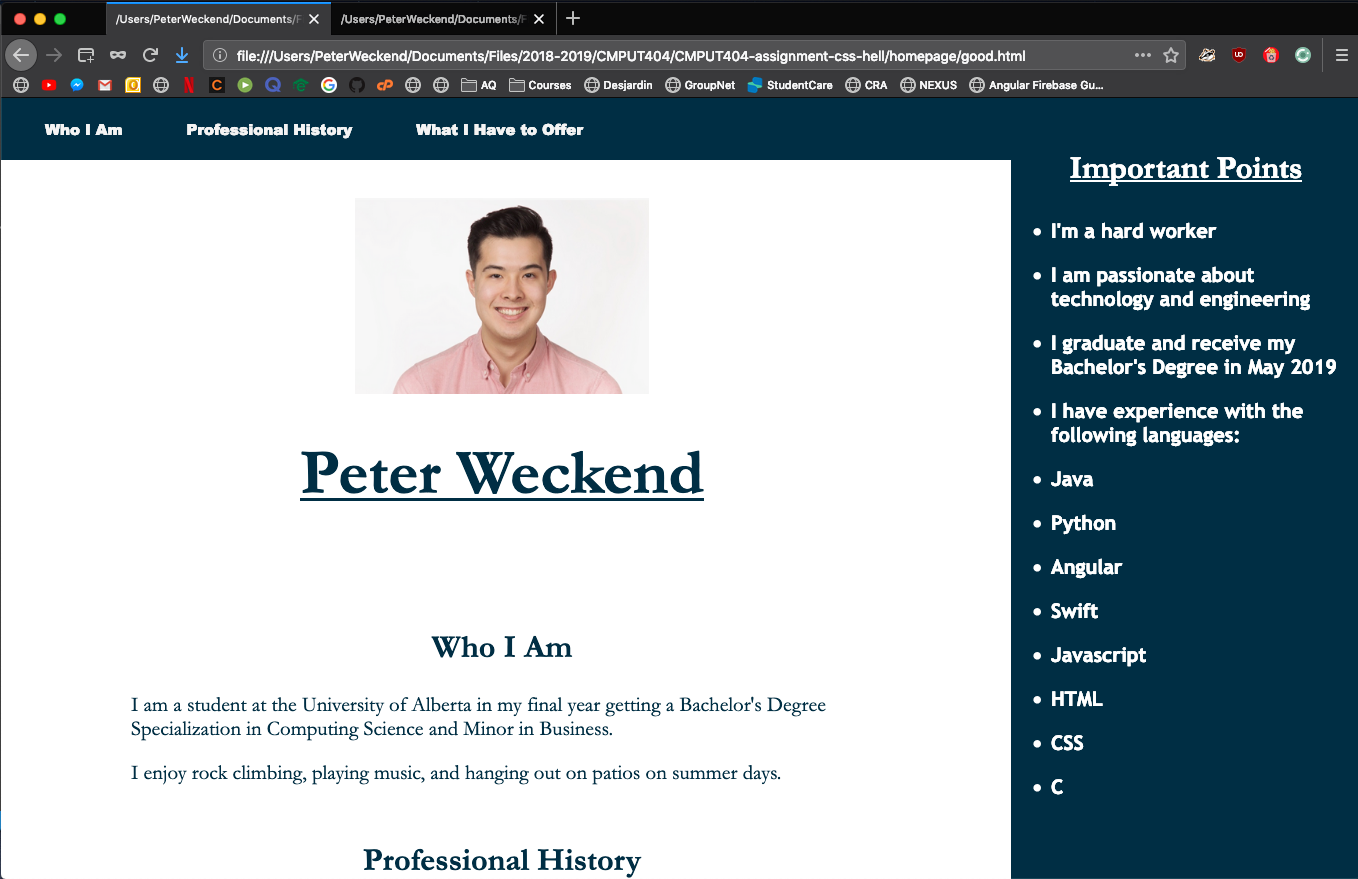 /Users/PeterWeckend/Documents/F
/Users/PeterWeckend/Documents/F
file:///Users/PeterWeckend/Documents/Files/2018-2019/CMPUT404/CMPUT404-assignment-css-hell/homepage/good.html
AQ Courses Desjardin GroupNet StudentCare CRA NEXUS Angular Firebase Gu...
Who I Am Professional History What I Have to Offer
Peter Weckend
Who I Am
I am a student at the University of Alberta in my final year getting a Bachelor's Degree
Specialization in Computing Science and Minor in Business.
I enjoy rock climbing, playing music, and hanging out on patios on summer days.
Professional History
Important Points
• I'm a hard worker
• I am passionate about
technology and engineering
• I graduate and receive my
Bachelor's Degree in May 2019
• I have experience with the
following languages:
• Java
• Python
• Angular
• Swift
• Javascript
• HTML
• CSS
• C